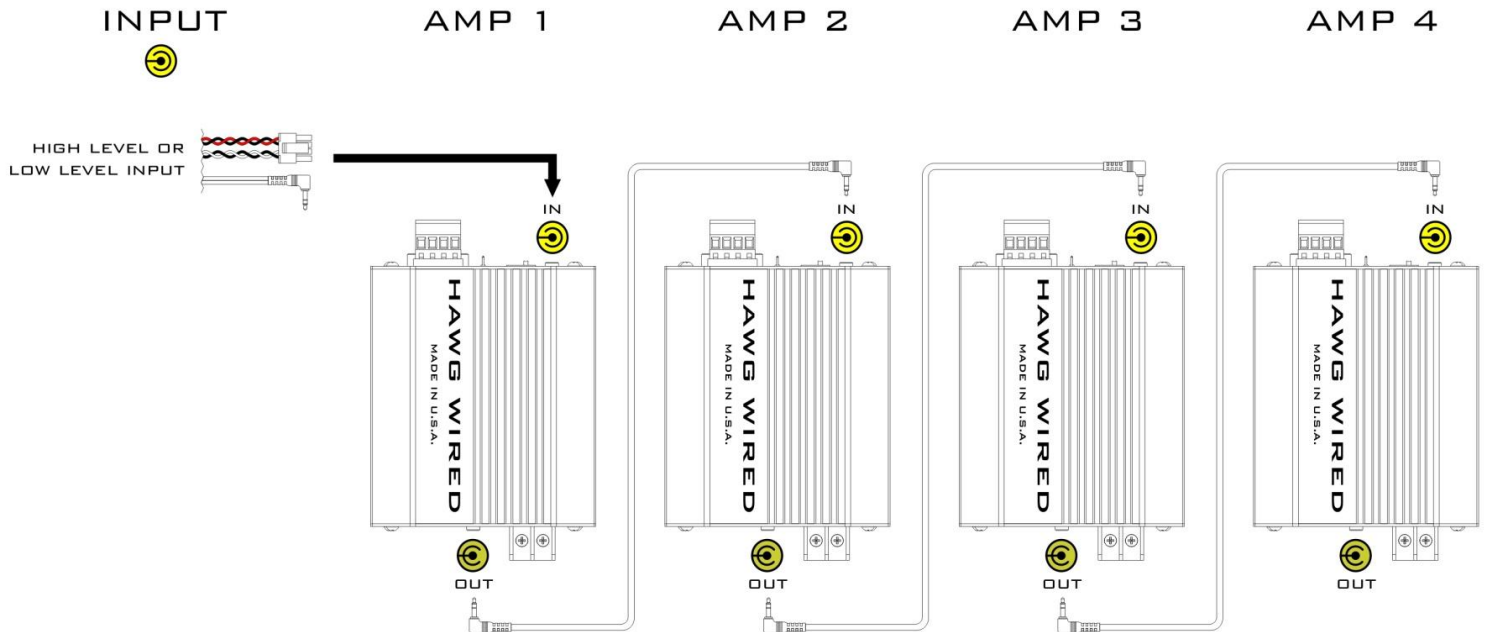 INPUT
AMP 1
AMP 2
AMP 3
AMP 4
HIGH LEVEL OR
LOW LEVEL INPUT
IN
IN
IN
IN
HAWG WIRED
MADE IN U.S.A.
HAWG WIRED
MADE IN U.S.A.
HAWG WIRED
MADE IN U.S.A.
HAWG WIRED
MADE IN U.S.A.
OUT
OUT
OUT
OUT